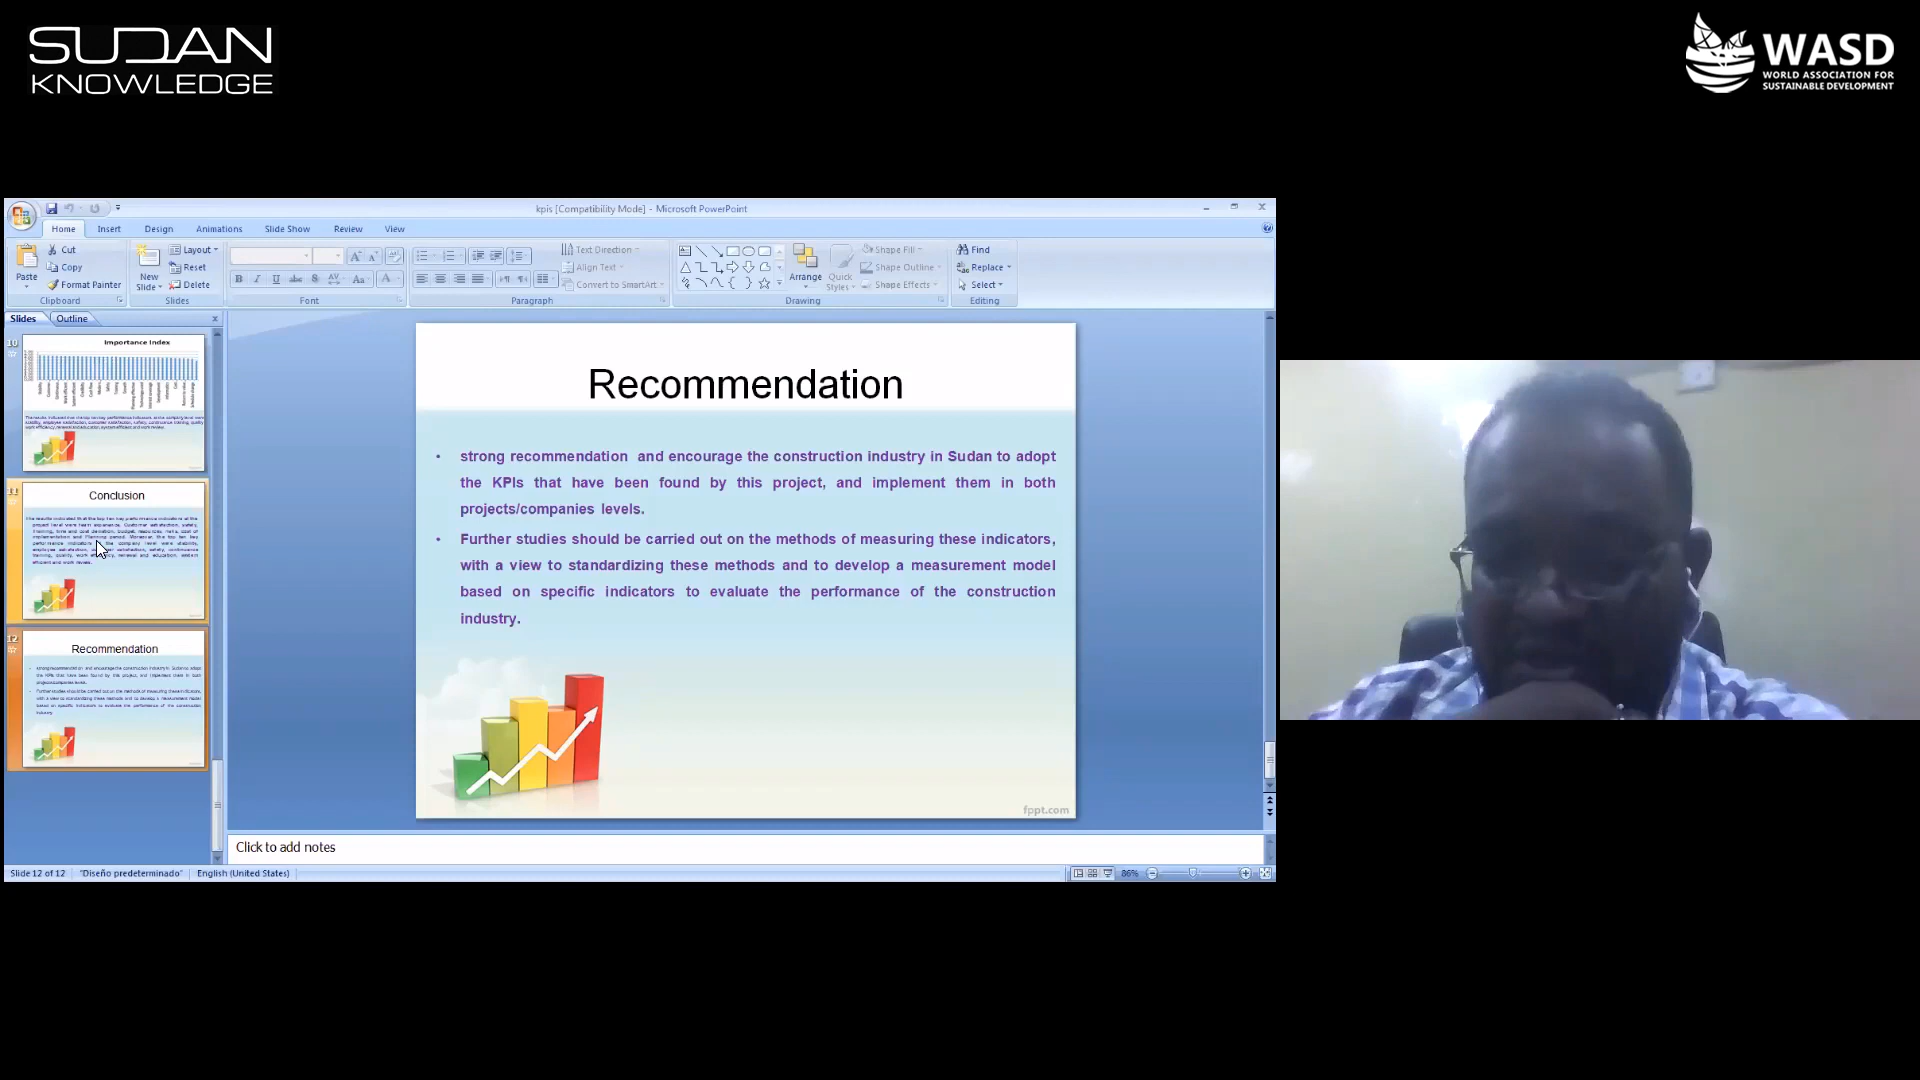 SUDAN
KNOWLEDGE
WASD
WORLD ASSOCIATION FOR
SUSTAINABLE DEVELOPMENT
kpis [Compatibility Mode] - Microsoft PowerPoint
Home Insert Design Slide Show Animations Review View
Cut
Copy
Format Painter
Paste
Clipboard
New
Slide
Layout
Reset
Delete
Slides
Font
Text Direction
Align Text
Convert to SmartArt
Paragraph
Arrange
Quick
Styles
Shape Fill
Shape Outline
Shape Effects
Drawing
Find
Replace
Select
Editing
Slides Outline
10
Importance Index
11
Conclusion
12
Recommendation
Recommendation
• strong recommendation and encourage the construction industry in Sudan to adopt
the KPIs that have been found by this project, and implement them in both
projects/companies levels.
• Further studies should be carried out on the methods of measuring these indicators,
with a view to standardizing these methods and to develop a measurement model
based on specific indicators to evaluate the performance of the construction
industry.
fppt.com
Click to add notes
Slide 12 of 12 "Diseño predeterminado" English (United States) 86%